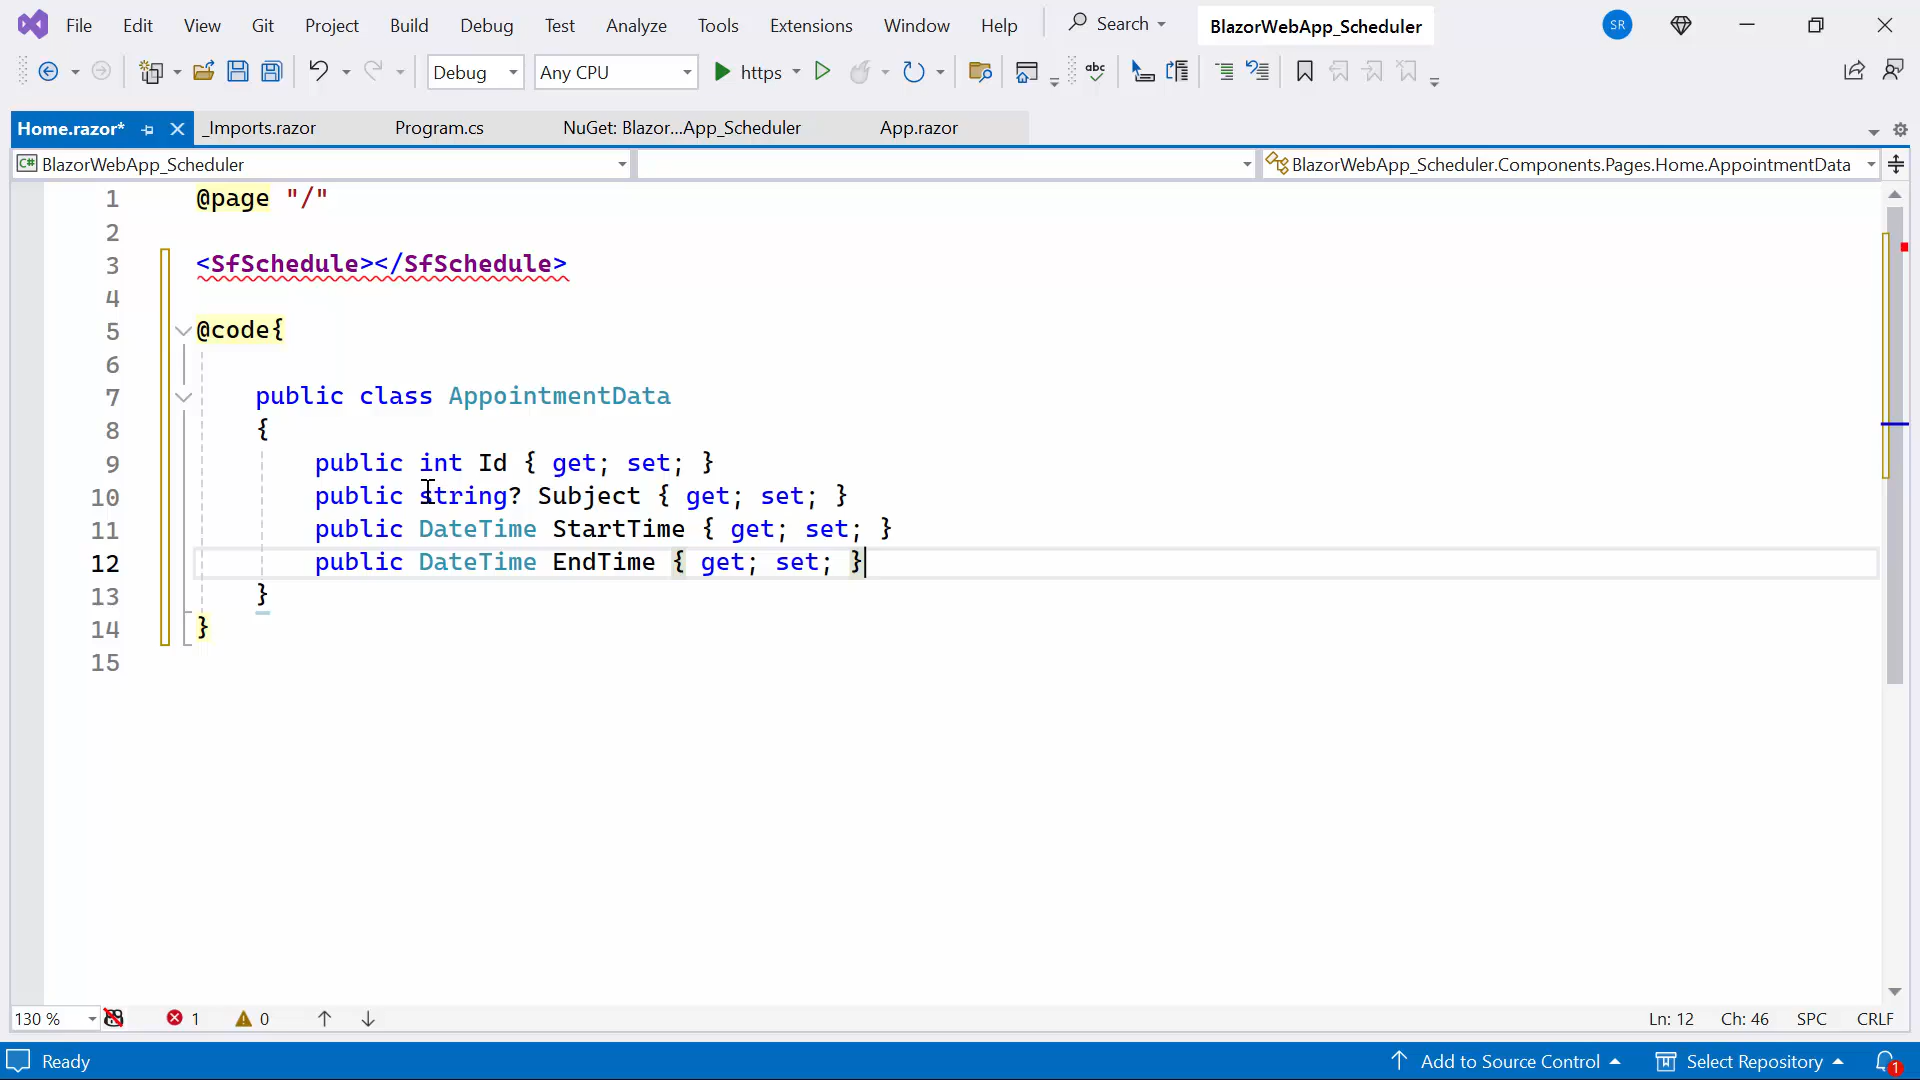 File Edit View Git Project Build Debug Test Analyze Tools Extensions Window Help Search BlazorWebApp_Scheduler SR
Debug Any CPU https abc
Home.razor* _Imports.razor Program.cs NuGet: Blazor...App_Scheduler App.razor
C# BlazorWebApp_Scheduler BlazorWebApp_Scheduler.Components.Pages.Home.AppointmentData
1 @page "/"
2
3 <SfSchedule></SfSchedule>
4
5 @code{
6
7 public class AppointmentData
8 {
9 public int Id { get; set; }
10 public string? Subject { get; set; }
11 public DateTime StartTime { get; set; }
12 public DateTime EndTime { get; set; }
13 }
14 }
15
130 % 1 0 Ln: 12 Ch: 46 SPC CRLF
Ready Add to Source Control Select Repository 1